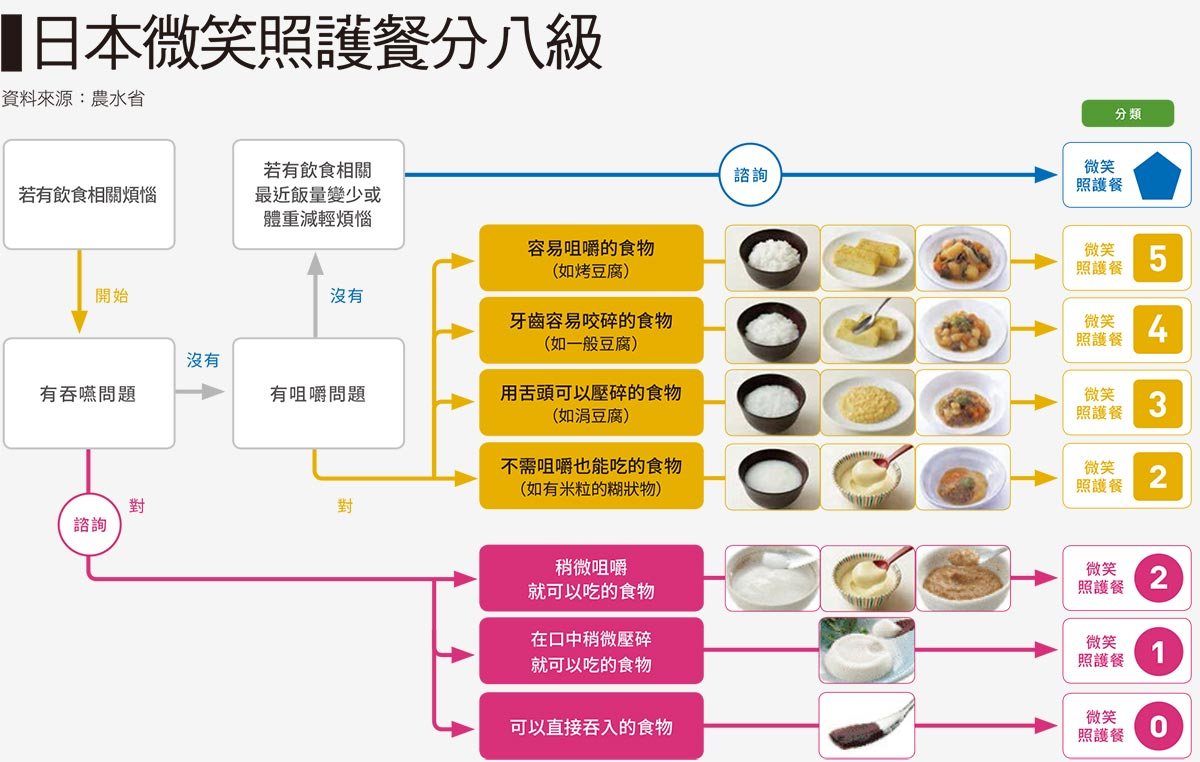 日本微笑照護餐分八級
資料來源：農水省
分類
若有飲食相關煩惱
若有飲食相關
最近飯量變少或
體重減輕煩惱
諮詢
微笑
照護餐
開始
沒有
有吞嚥問題
沒有
有咀嚼問題
對
容易咀嚼的食物
（如烤豆腐）
微笑
照護餐
5
牙齒容易咬碎的食物
（如一般豆腐）
微笑
照護餐
4
用舌頭可以壓碎的食物
（如涓豆腐）
微笑
照護餐
3
不需咀嚼也能吃的食物
（如有米粒的糊狀物）
微笑
照護餐
2
諮詢
對
稍微咀嚼
就可以吃的食物
微笑
照護餐
2
在口中稍微壓碎
就可以吃的食物
微笑
照護餐
1
可以直接吞入的食物
微笑
照護餐
0